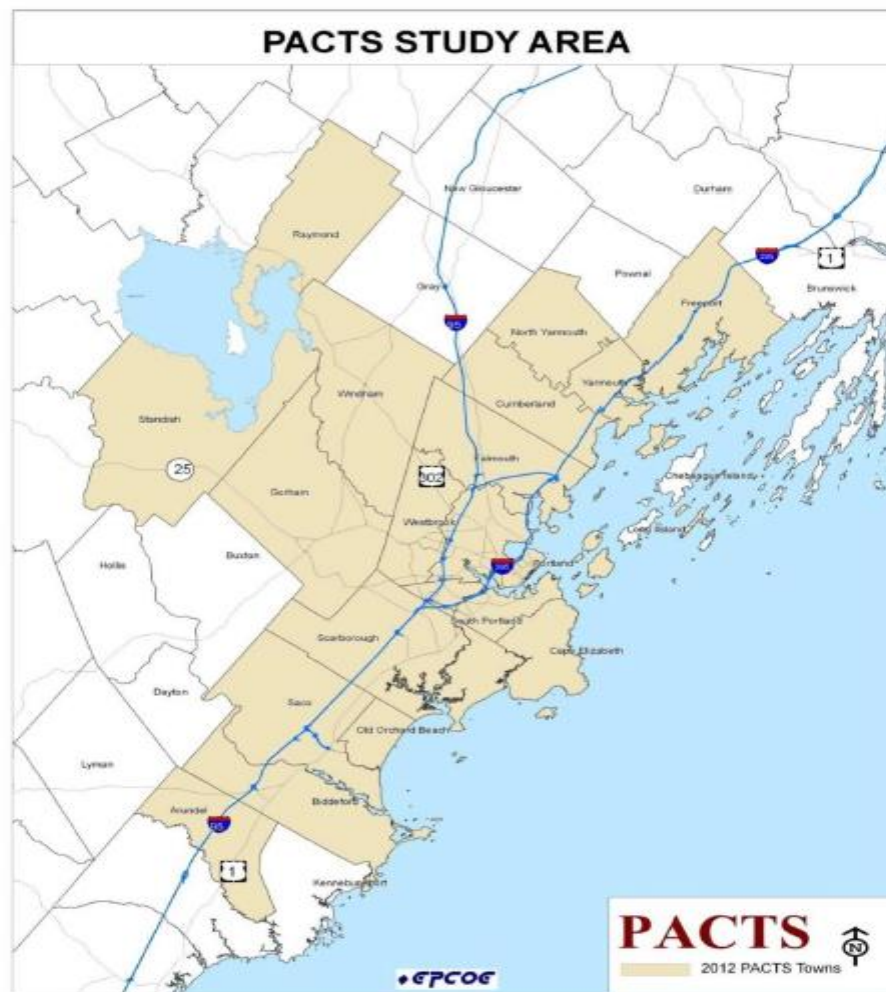 PACTS STUDY AREA
New Gloucester
Durham
Raymond
Pownal
Gray
95
295
1
Brunswick
Freeport
North Yarmouth
Yarmouth
Windham
Cumberland
Standish
25
Falmouth
302
Chebeague Island
Gorham
Westbrook
Long Island
Buxton
Hollis
Portland
South Portland
Scarborough
Cape Elizabeth
Dayton
Saco
Old Orchard Beach
Lyman
Biddeford
Arundel
95
1
Kennebunkport
PACTS
N
2012 PACTS Towns
GPCOG